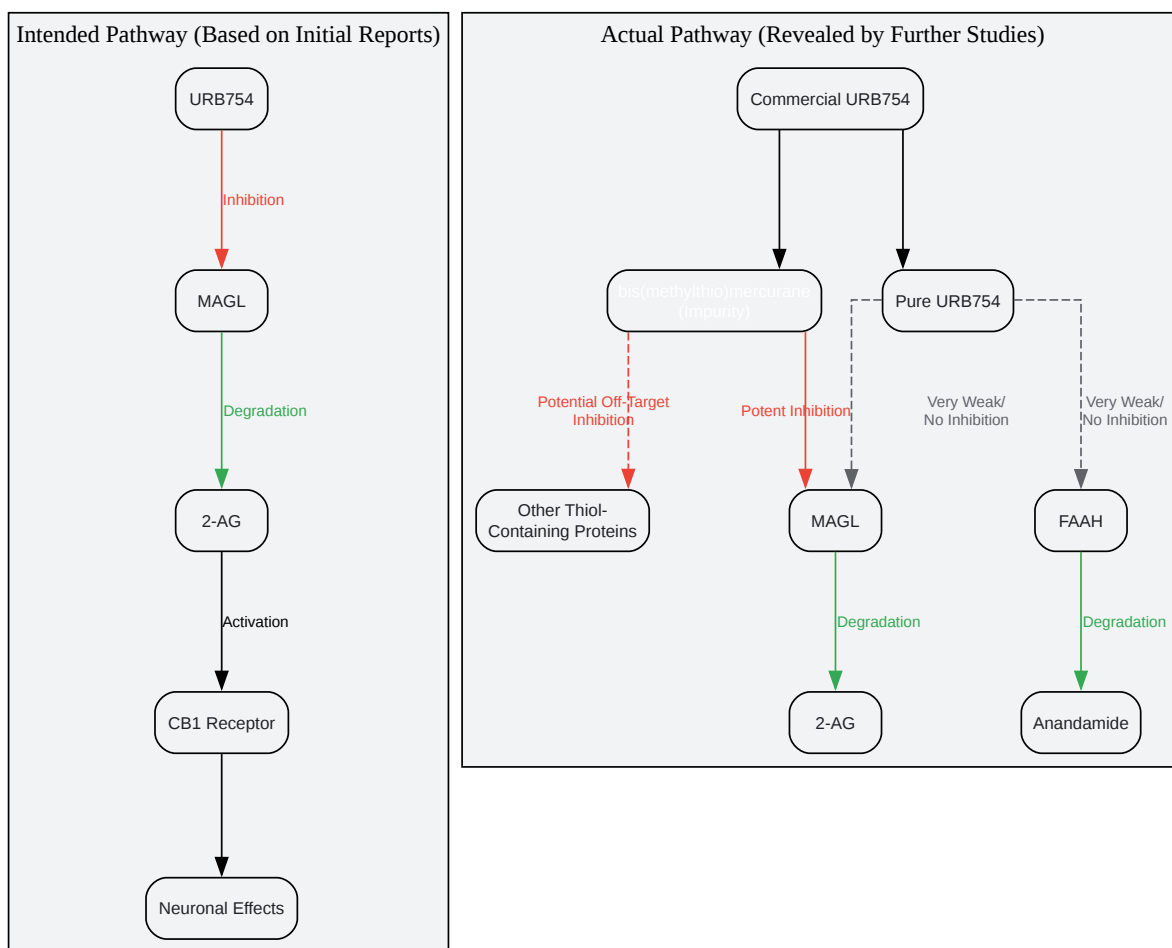 Intended Pathway (Based on Initial Reports)
URB754
Inhibition
MAGL
Degradation
2-AG
Activation
CB1 Receptor
Neuronal Effects
Actual Pathway (Revealed by Further Studies)
Commercial URB754
bis(methylthio)mercurane
(Impurity)
Pure URB754
Potential Off-Target
Inhibition
Potent Inhibition
Very Weak/
No Inhibition
Very Weak/
No Inhibition
Other Thiol-
Containing Proteins
MAGL
FAAH
Degradation
Degradation
2-AG
Anandamide